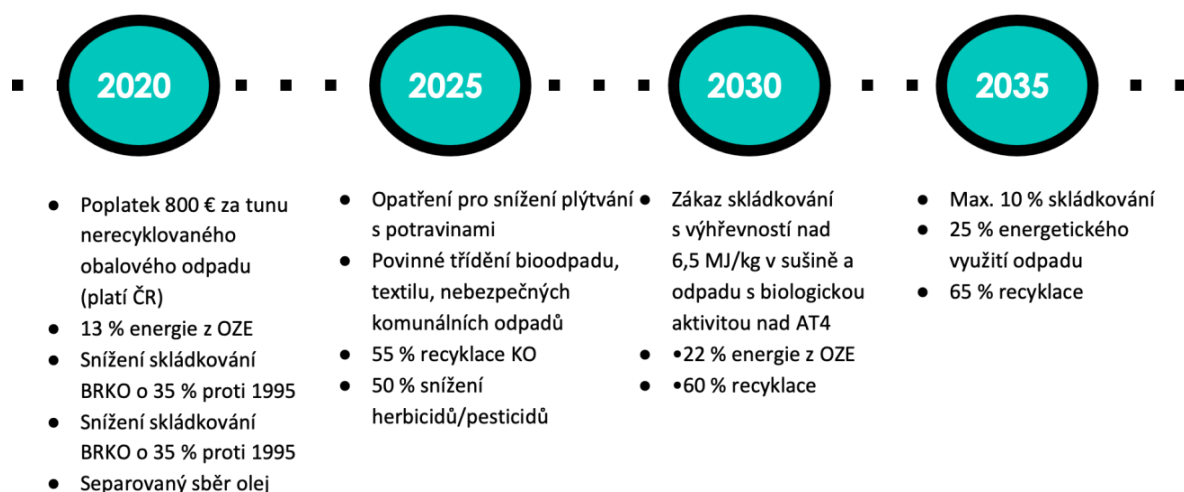 2020
2025
2030
2035
● Poplatek 800 € za tunu
nerecyklovaného
obalového odpadu
(platí ČR)
● 13 % energie z OZE
● Snížení skládkování
BRKO o 35 % proti 1995
● Snížení skládkování
BRKO o 35 % proti 1995
● Separovaný sběr olej
● Opatření pro snížení plýtvání
s potravinami
● Povinné třídění bioodpadu,
textilu, nebezpečných
komunálních odpadů
● 55 % recyklace KO
● 50 % snížení
herbicidů/pesticidů
● Zákaz skládkování
s výhřevností nad
6,5 MJ/kg v sušině a
odpadu s biologickou
aktivitou nad AT4
● •22 % energie z OZE
● •60 % recyklace
● Max. 10 % skládkování
● 25 % energetického
využití odpadu
● 65 % recyklace